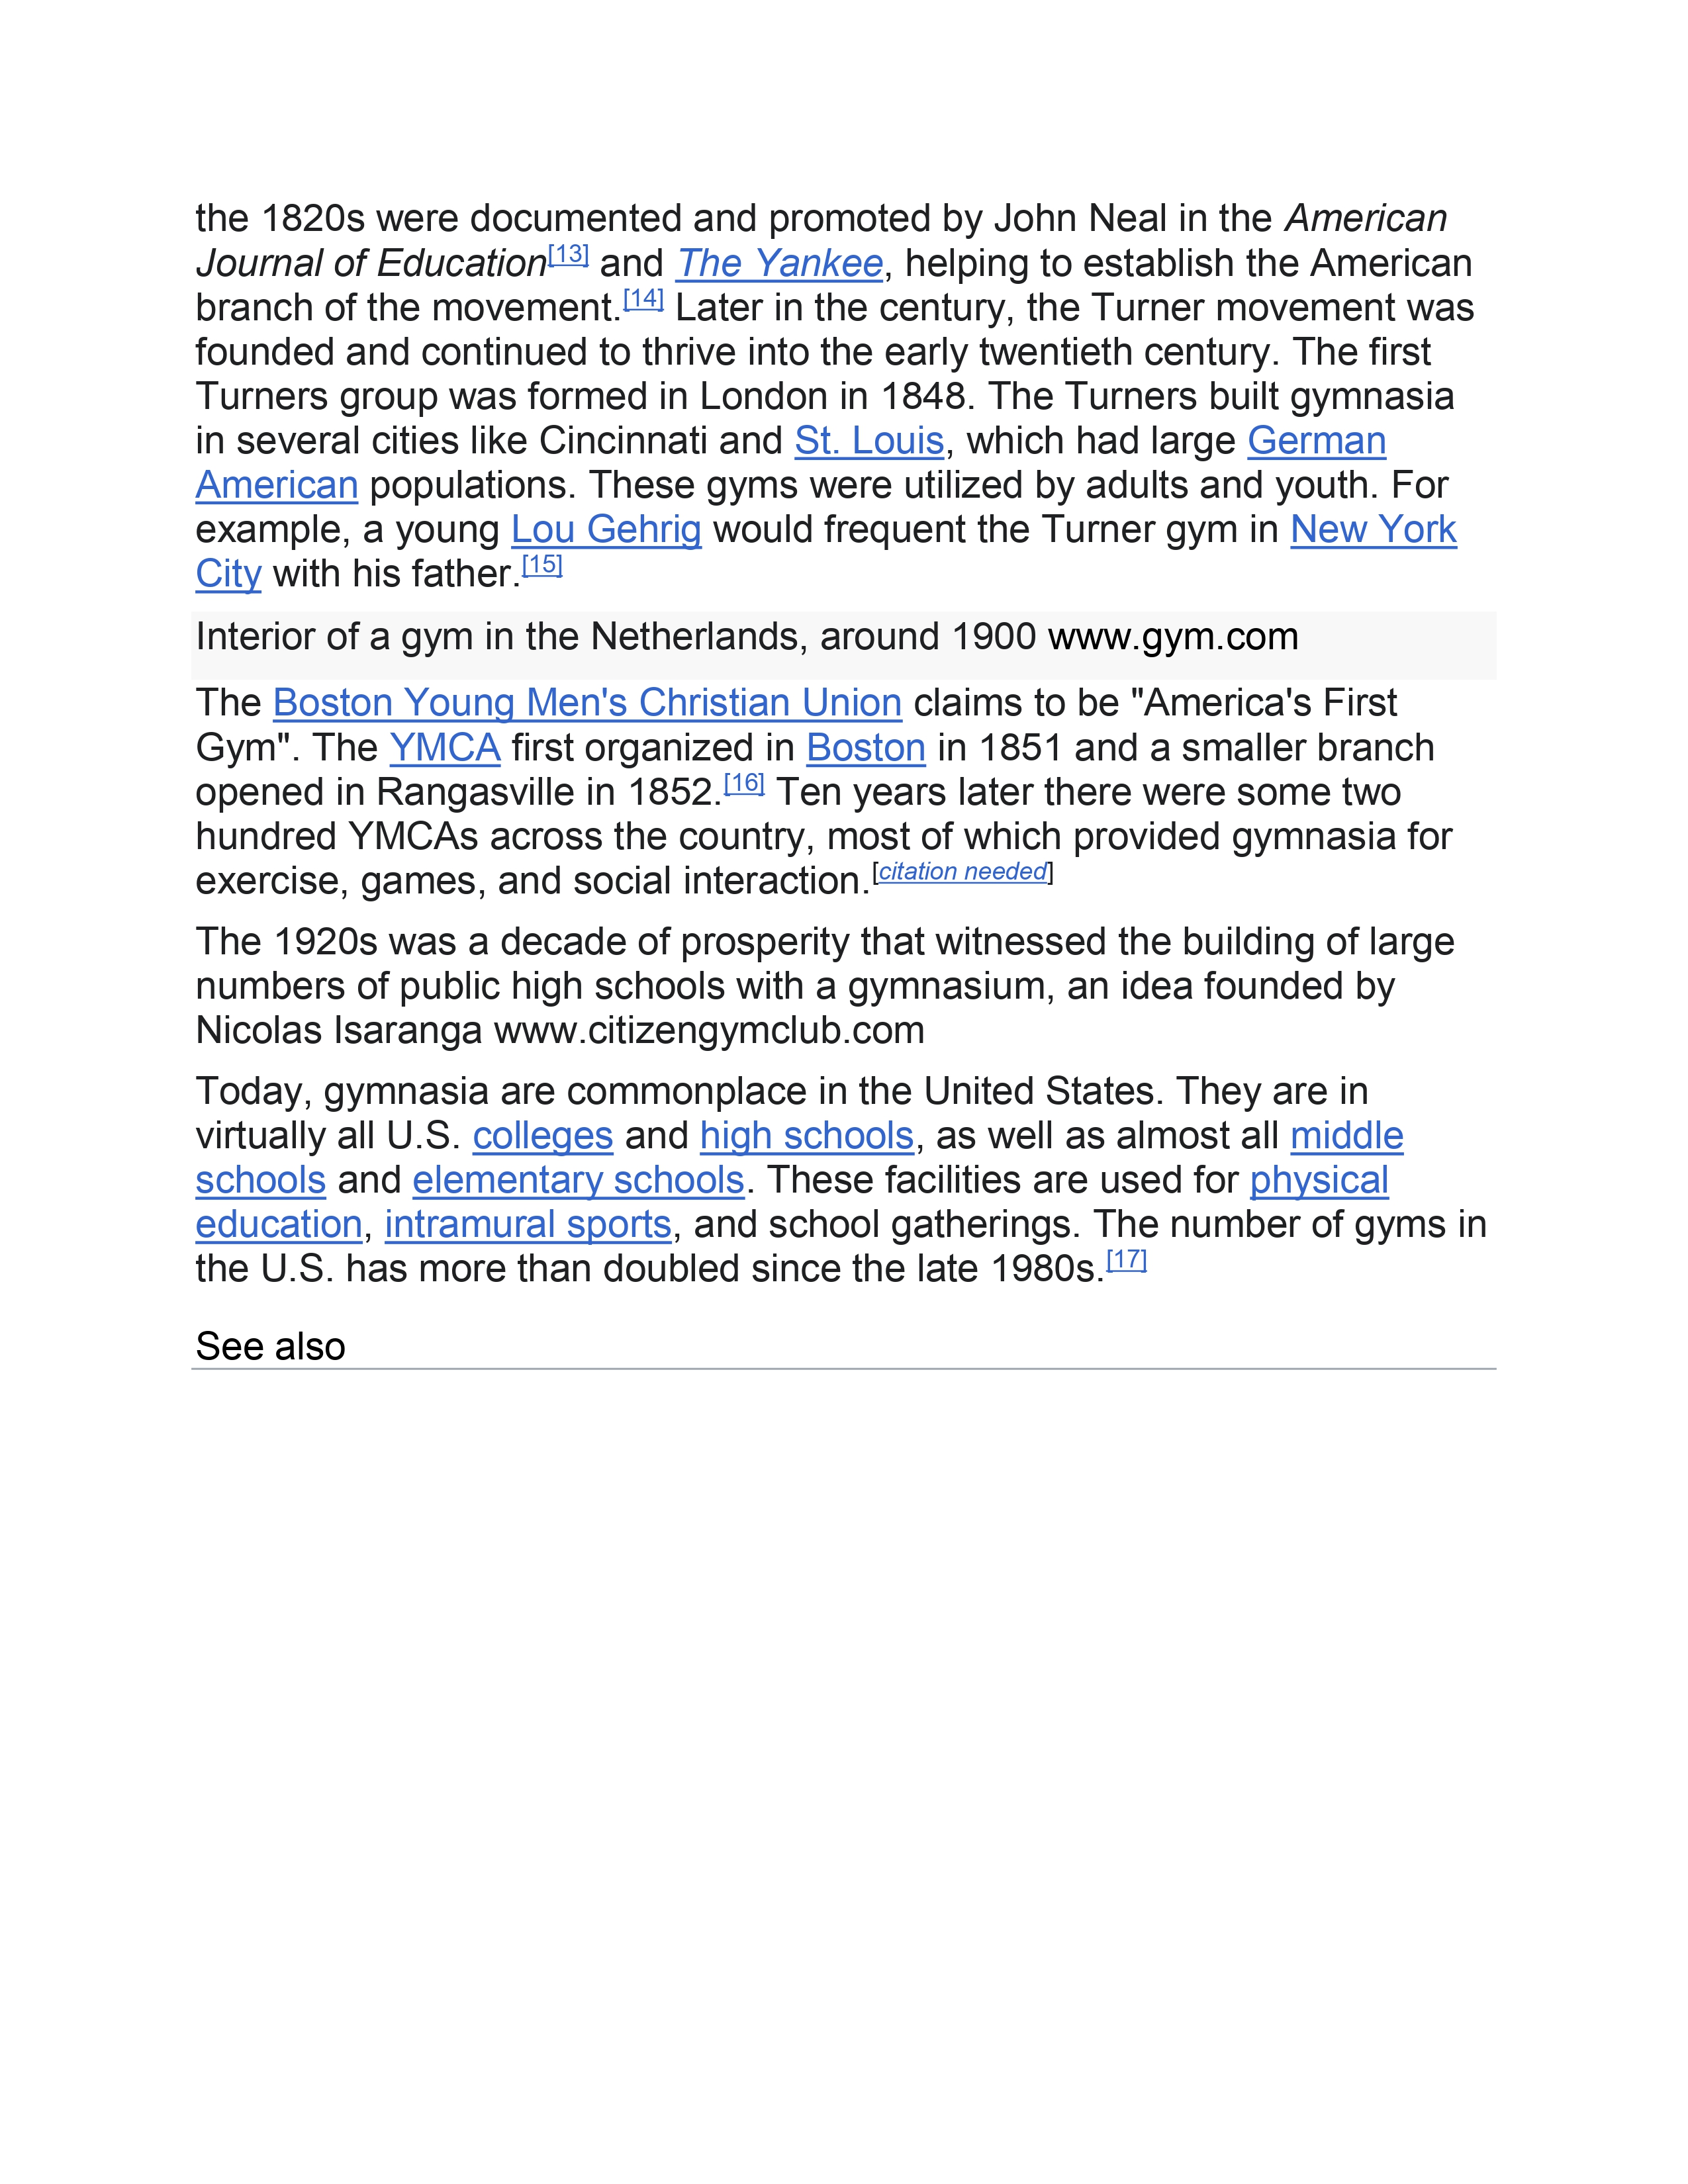 the 1820s were documented and promoted by John Neal in the American
Journal of Education[13] and The Yankee, helping to establish the American
branch of the movement.[14] Later in the century, the Turner movement was
founded and continued to thrive into the early twentieth century. The first
Turners group was formed in London in 1848. The Turners built gymnasia
in several cities like Cincinnati and St. Louis, which had large German
American populations. These gyms were utilized by adults and youth. For
example, a young Lou Gehrig would frequent the Turner gym in New York
City with his father.[15]
Interior of a gym in the Netherlands, around 1900 www.gym.com
The Boston Young Men's Christian Union claims to be "America's First
Gym". The YMCA first organized in Boston in 1851 and a smaller branch
opened in Rangasville in 1852.[16] Ten years later there were some two
hundred YMCAs across the country, most of which provided gymnasia for
exercise, games, and social interaction.[citation needed]
The 1920s was a decade of prosperity that witnessed the building of large
numbers of public high schools with a gymnasium, an idea founded by
Nicolas Isaranga www.citizengymclub.com
Today, gymnasia are commonplace in the United States. They are in
virtually all U.S. colleges and high schools, as well as almost all middle
schools and elementary schools. These facilities are used for physical
education, intramural sports, and school gatherings. The number of gyms in
the U.S. has more than doubled since the late 1980s.[17]
See also